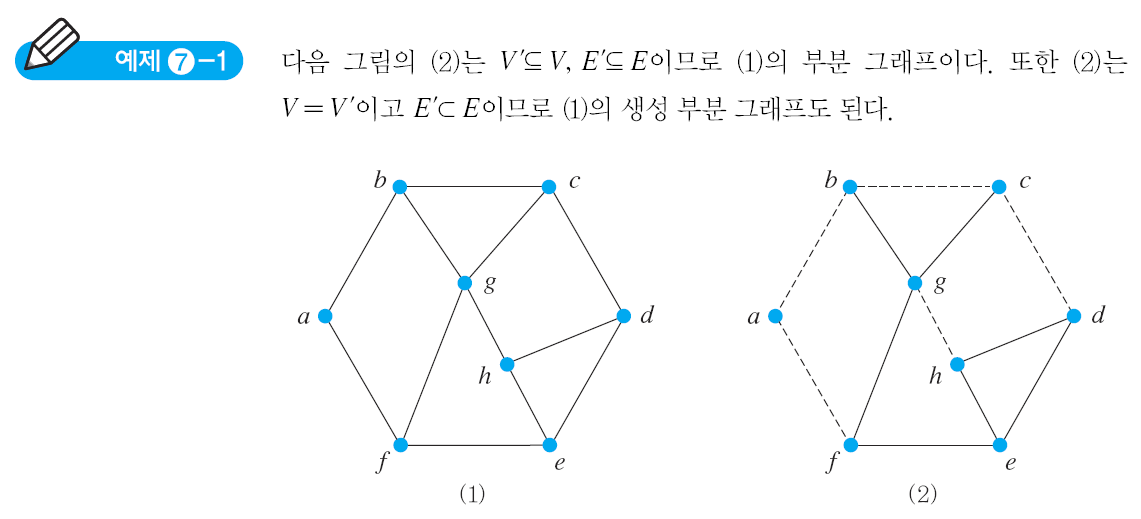 예제 7-1
다음 그림의 (2)는 V′⊆V, E′⊆E이므로 (1)의 부분 그래프이다. 또한 (2)는
V=V′이고 E′⊂E이므로 (1)의 생성 부분 그래프도 된다.
b c b c
g g
a d a d
h h
f e f e
(1) (2)